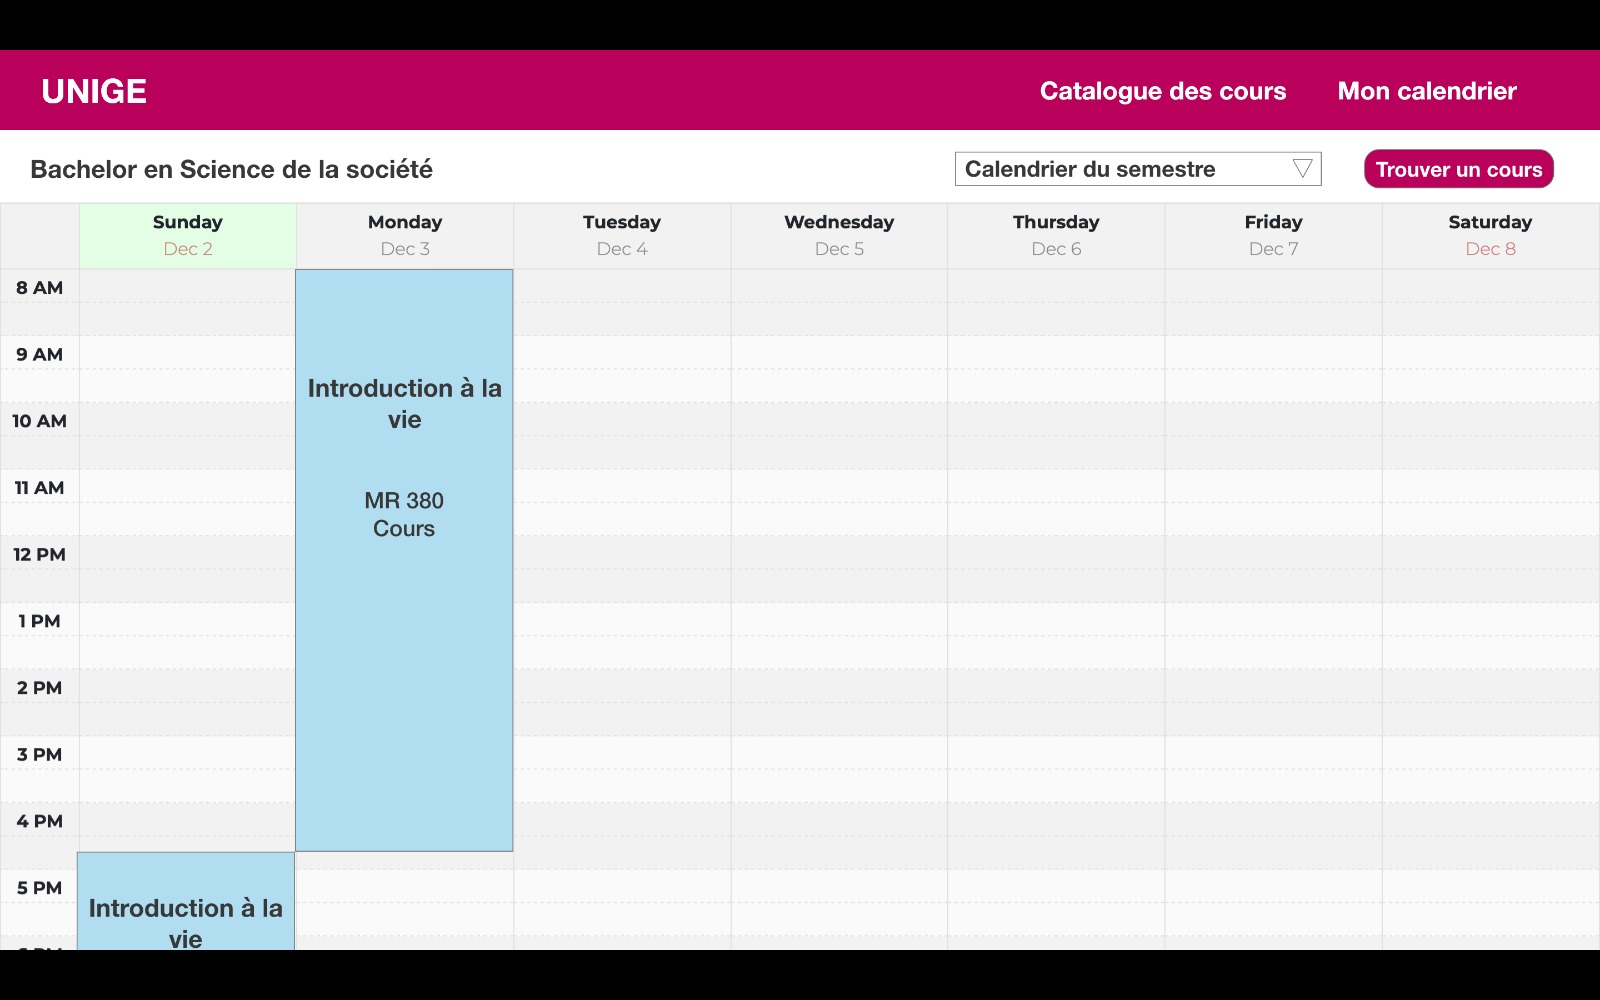 UNIGE
Catalogue des cours
Mon calendrier
Bachelor en Science de la société
Calendrier du semestre
Trouver un cours
Sunday
Dec 2
Monday
Dec 3
Tuesday
Dec 4
Wednesday
Dec 5
Thursday
Dec 6
Friday
Dec 7
Saturday
Dec 8
8 AM
9 AM
10 AM
11 AM
12 PM
1 PM
2 PM
3 PM
4 PM
5 PM
Introduction à la
vie
MR 380
Cours
Introduction à la
vie